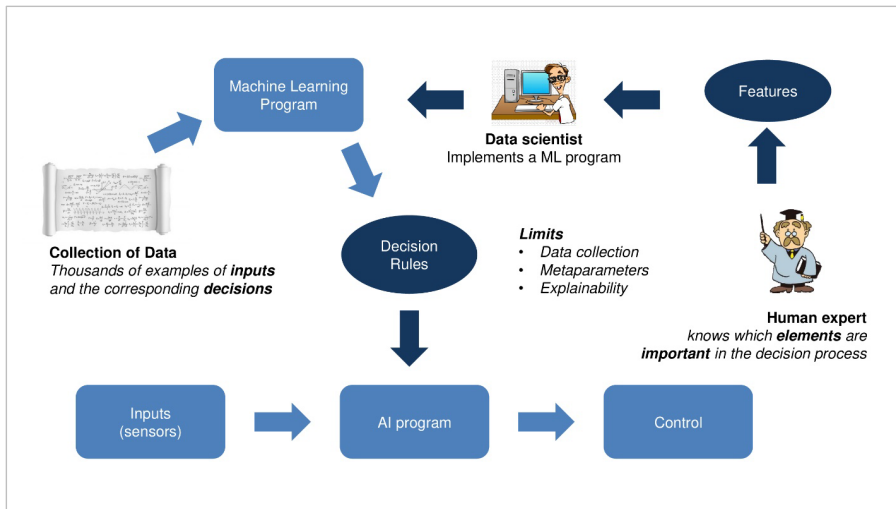 Machine Learning
Program
Features
Data scientist
Implements a ML program
Collection of Data
Thousands of examples of inputs
and the corresponding decisions
Decision
Rules
Limits
• Data collection
• Metaparameters
• Explainability
Human expert
knows which elements are
important in the decision process
Inputs
(sensors)
AI program
Control